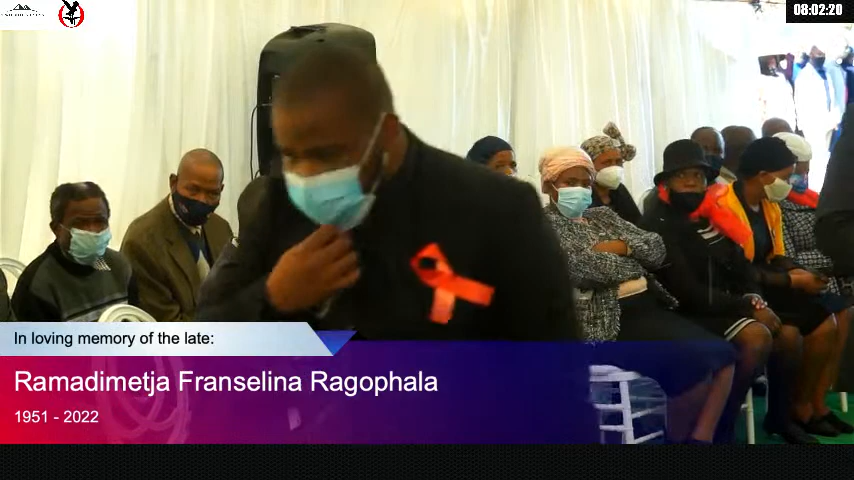 08:02:20
In loving memory of the late:
Ramadimetja Franselina Ragophala
1951 - 2022